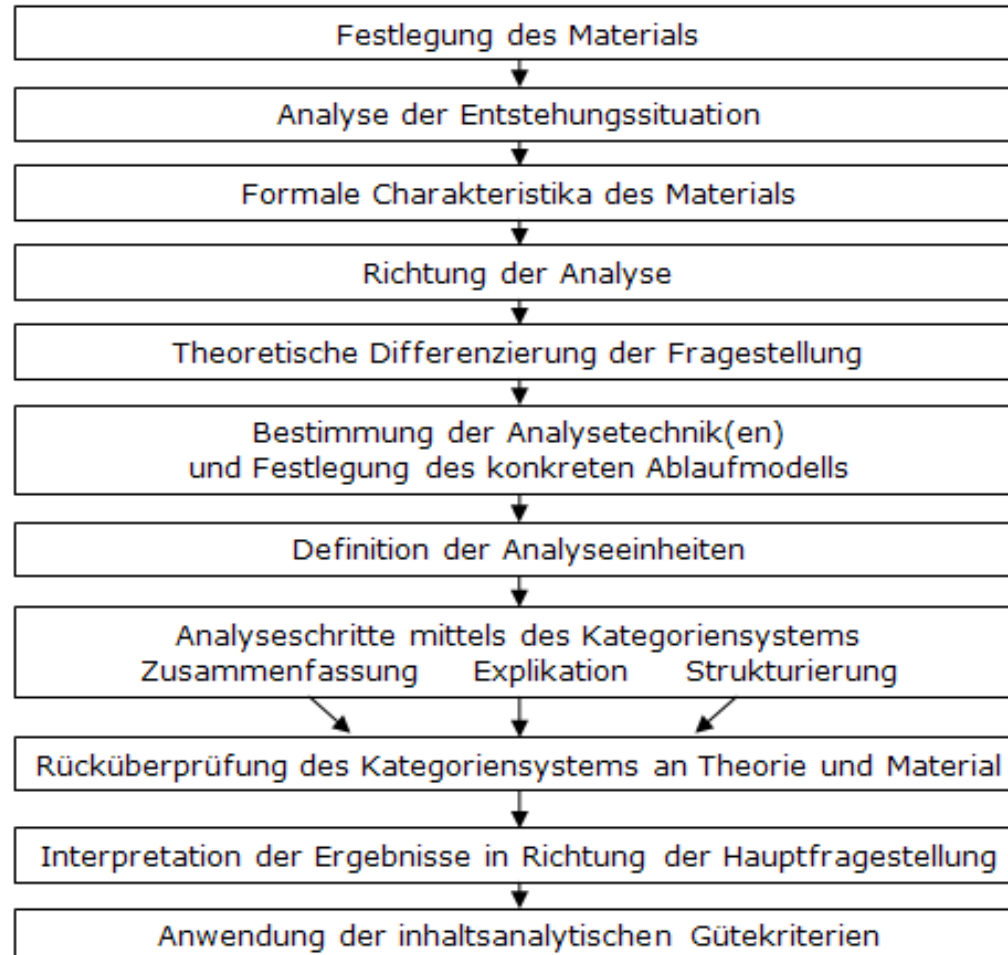 Festlegung des Materials
Analyse der Entstehungssituation
Formale Charakteristika des Materials
Richtung der Analyse
Theoretische Differenzierung der Fragestellung
Bestimmung der Analysetechnik(en)
und Festlegung des konkreten Ablaufmodells
Definition der Analyseeinheiten
Analyseschritte mittels des Kategoriensystems
Zusammenfassung Explikation Strukturierung
Rücküberprüfung des Kategoriensystems an Theorie und Material
Interpretation der Ergebnisse in Richtung der Hauptfragestellung
Anwendung der inhaltsanalytischen Gütekriterien